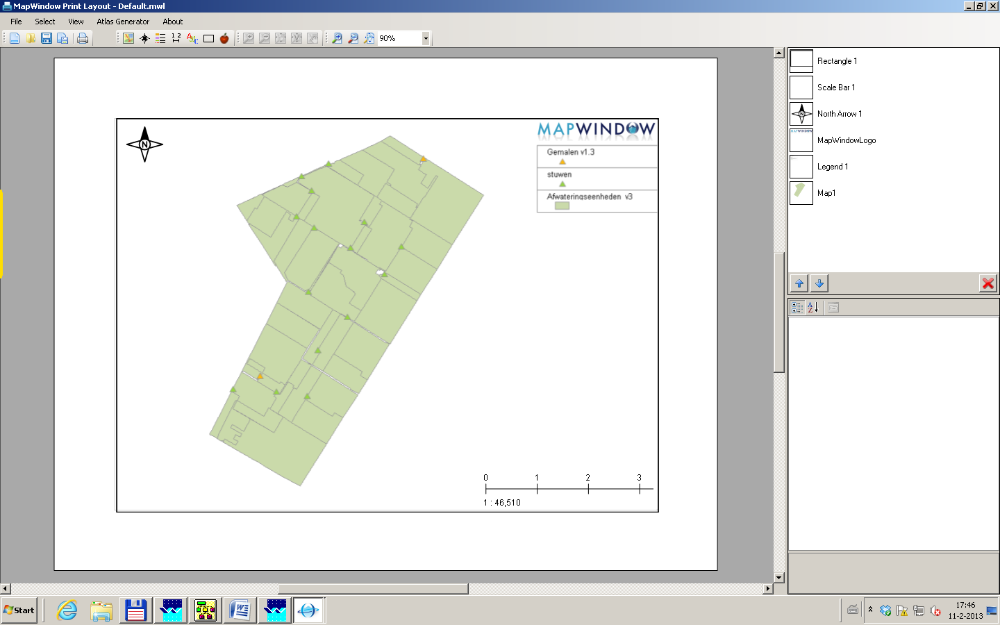 MapWindow Print Layout - Default.mwl
File Select View Atlas Generator About
90%
Rectangle 1
Scale Bar 1
North Arrow 1
MAPWINDOW
MapWindowLogo
Legend 1
Map1
N
MAPWINDOW
Gemalen v1.3
stuwen
Afwateringseenheden v3
0 1 2 3
1 : 46,510
Start
17:46
11-2-2013